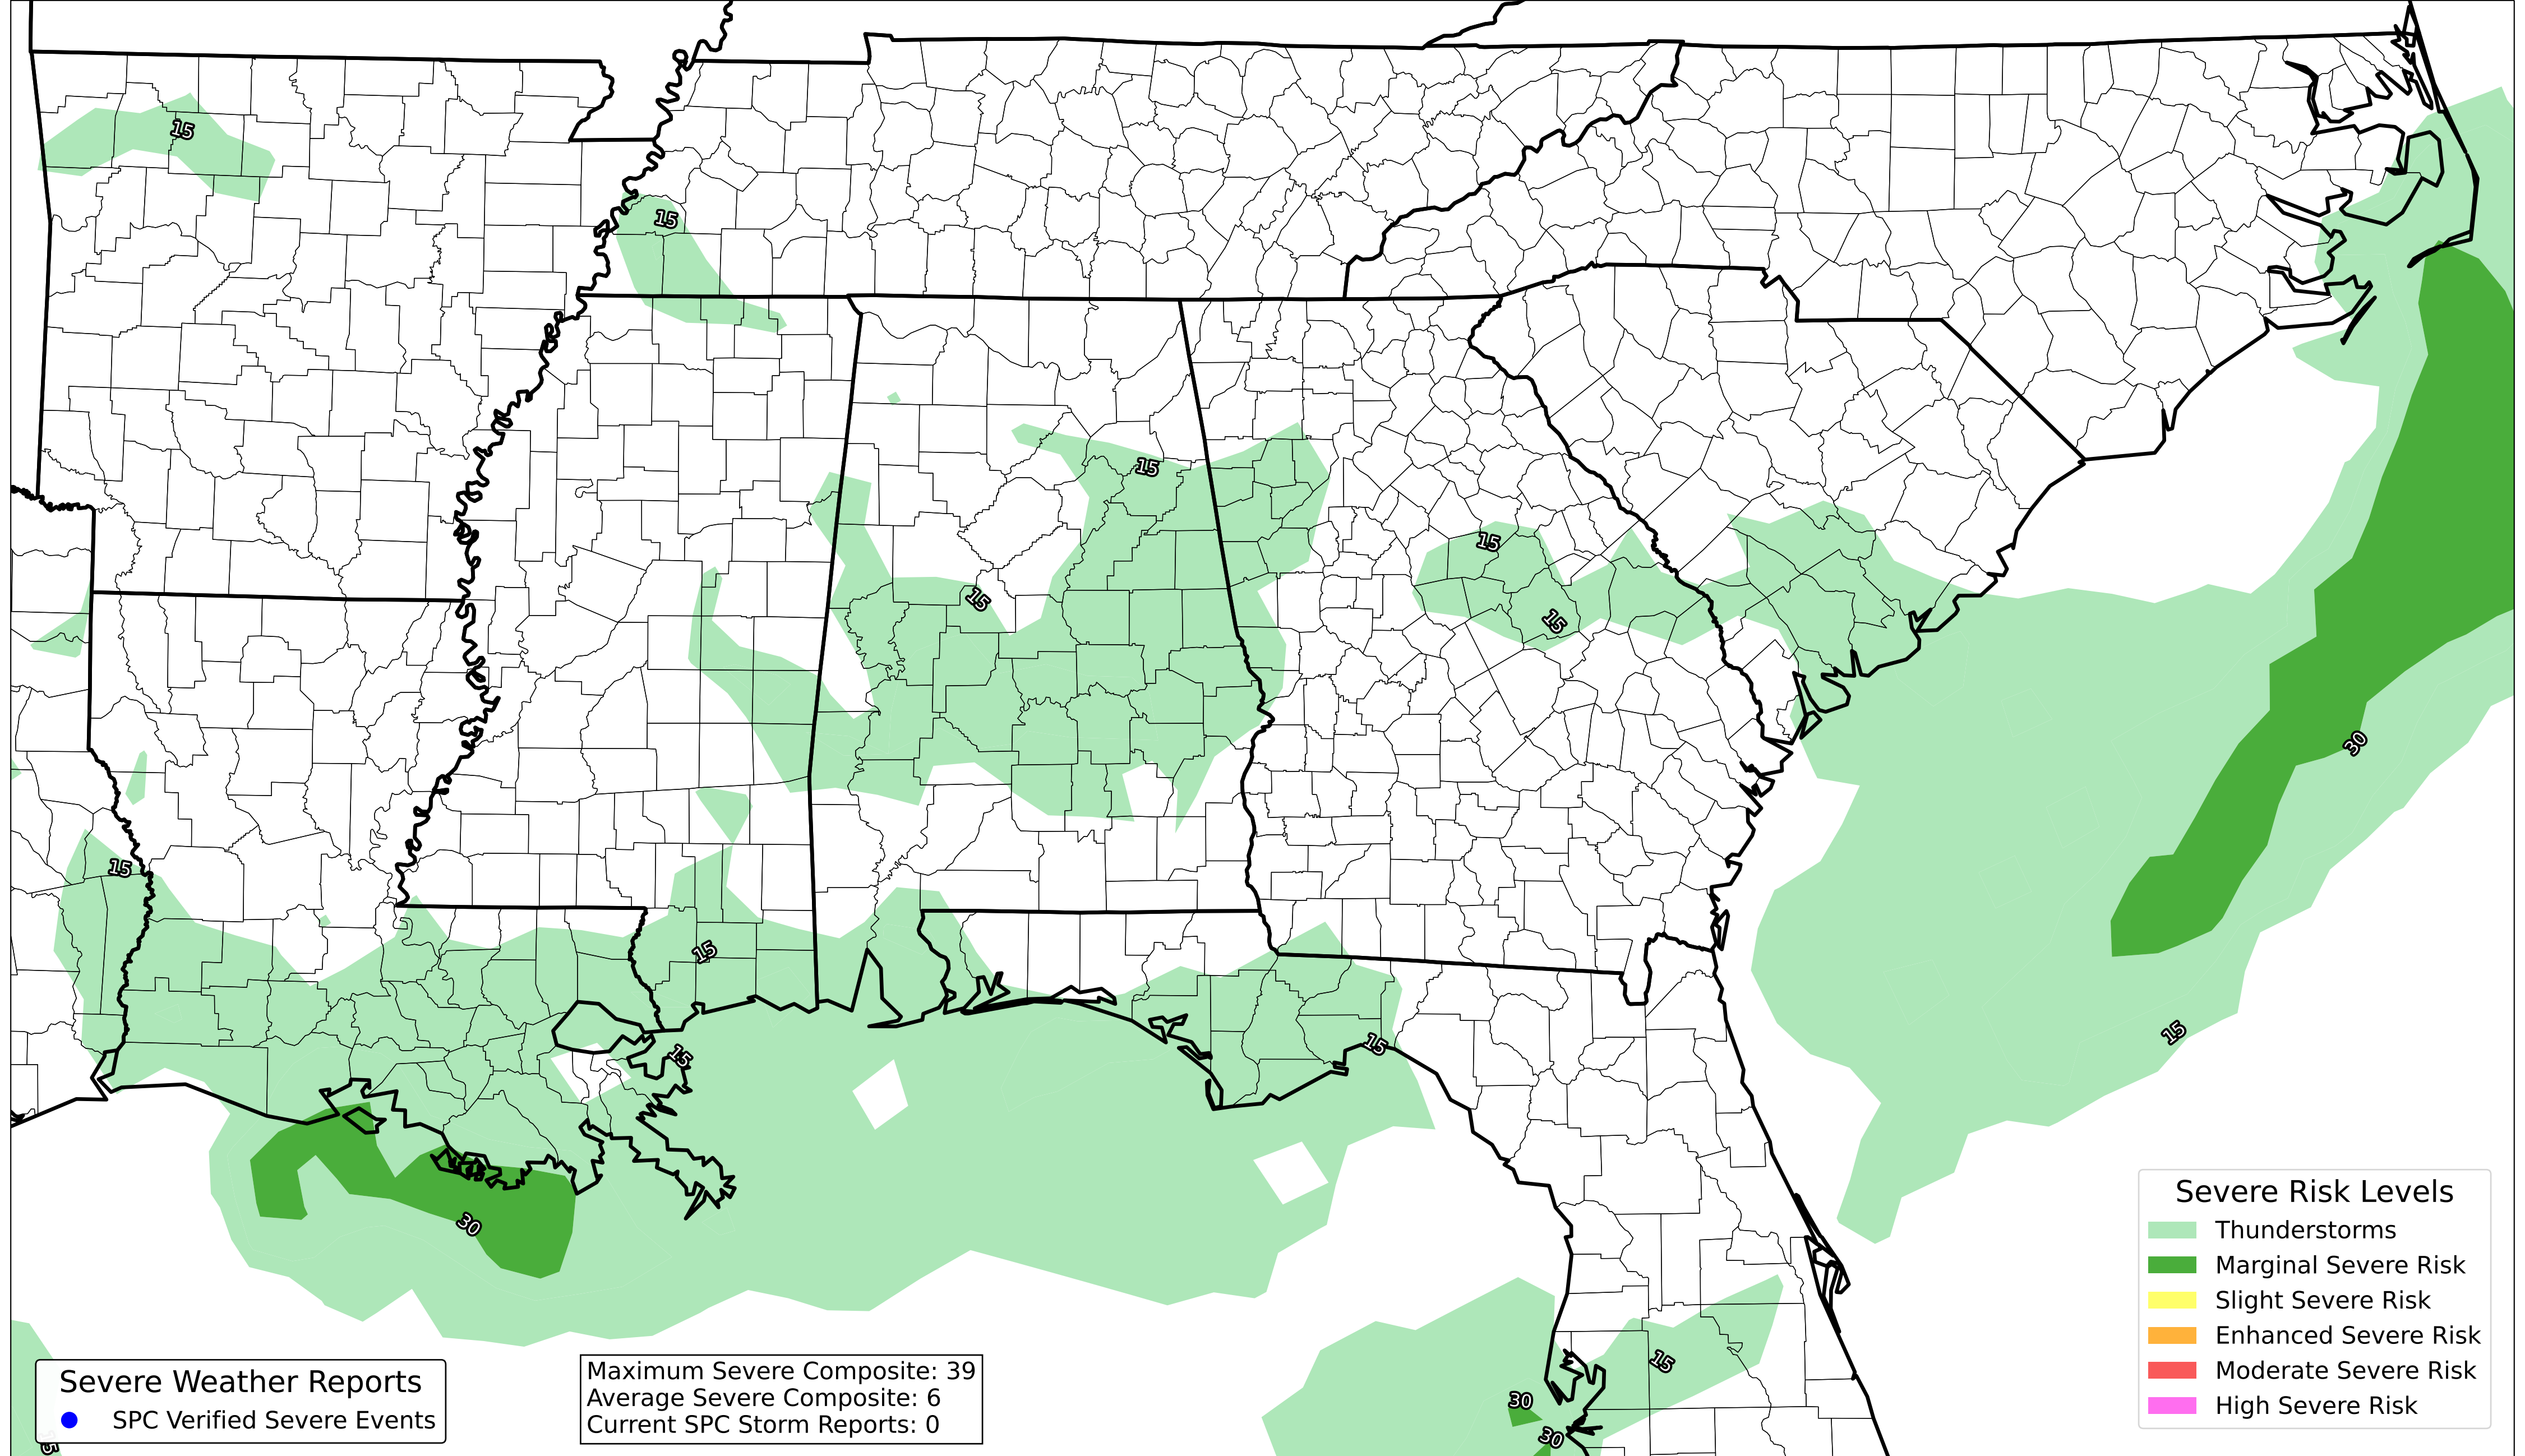 15
15
15
15
15
15
15
30
15
15
15
15
15
30
Severe Risk Levels
Thunderstorms
Marginal Severe Risk
Slight Severe Risk
Enhanced Severe Risk
Moderate Severe Risk
High Severe Risk
15
30
30
15
Severe Weather Reports
SPC Verified Severe Events
Maximum Severe Composite: 39
Average Severe Composite: 6
Current SPC Storm Reports: 0